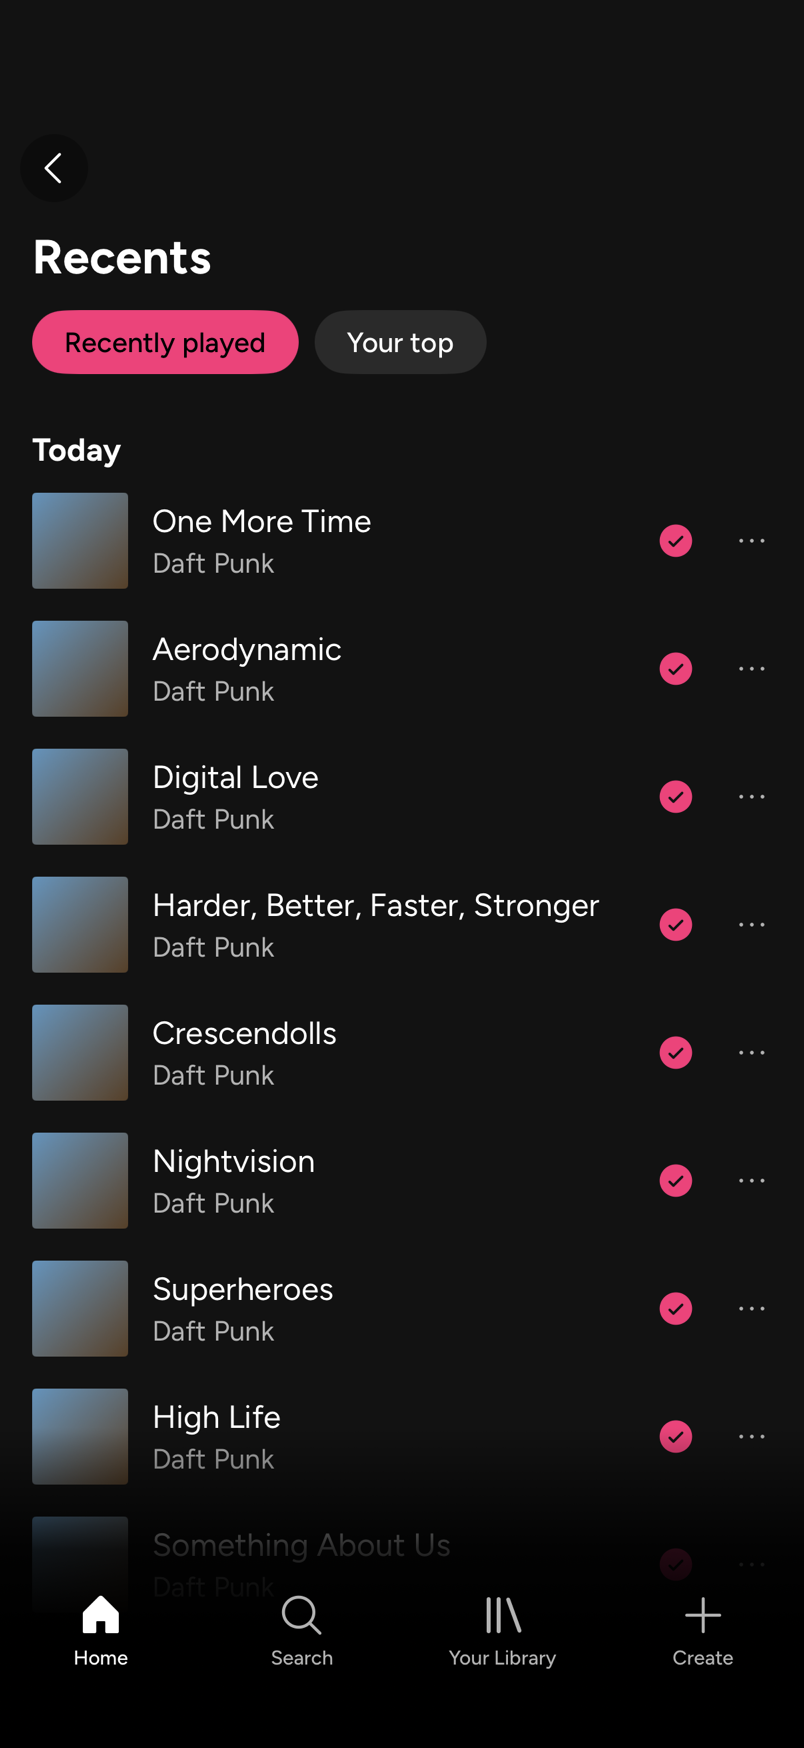 Recents
Recently played
Your top
Today
One More Time
Daft Punk
Aerodynamic
Daft Punk
Digital Love
Daft Punk
Harder, Better, Faster, Stronger
Daft Punk
Crescendolls
Daft Punk
Nightvision
Daft Punk
Superheroes
Daft Punk
High Life
Daft Punk
Something About Us
Daft Punk
Home
Search
Your Library
Create